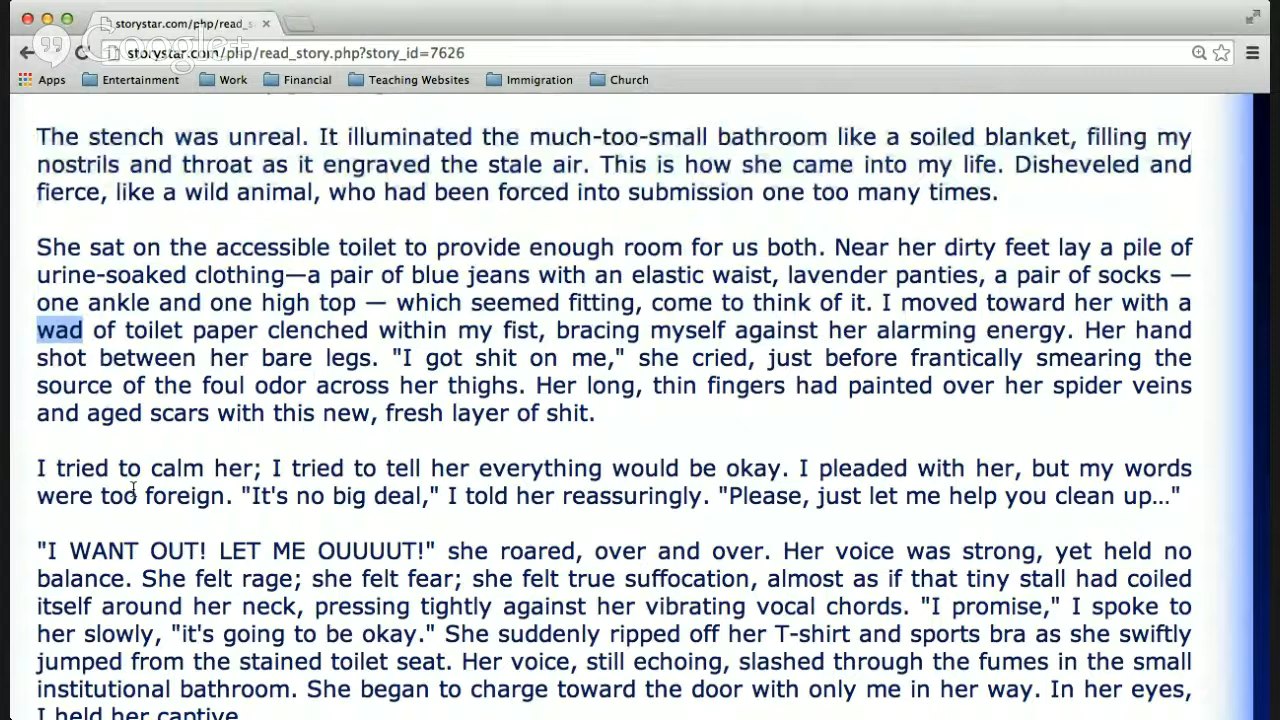 storystar.com/php/read_s
Google+
storystar.com/php/read_story.php?story_id=7626
Apps Entertainment Work Financial Teaching Websites Immigration Church
The stench was unreal. It illuminated the much-too-small bathroom like a soiled blanket, filling my
nostrils and throat as it engraved the stale air. This is how she came into my life. Disheveled and
fierce, like a wild animal, who had been forced into submission one too many times.
She sat on the accessible toilet to provide enough room for us both. Near her dirty feet lay a pile of
urine-soaked clothing—a pair of blue jeans with an elastic waist, lavender panties, a pair of socks —
one ankle and one high top — which seemed fitting, come to think of it. I moved toward her with a
wad of toilet paper clenched within my fist, bracing myself against her alarming energy. Her hand
shot between her bare legs. "I got shit on me," she cried, just before frantically smearing the
source of the foul odor across her thighs. Her long, thin fingers had painted over her spider veins
and aged scars with this new, fresh layer of shit.
I tried to calm her; I tried to tell her everything would be okay. I pleaded with her, but my words
were too foreign. "It's no big deal," I told her reassuringly. "Please, just let me help you clean up..."
"I WANT OUT! LET ME OUUUUT!" she roared, over and over. Her voice was strong, yet held no
balance. She felt rage; she felt fear; she felt true suffocation, almost as if that tiny stall had coiled
itself around her neck, pressing tightly against her vibrating vocal chords. "I promise," I spoke to
her slowly, "it's going to be okay." She suddenly ripped off her T-shirt and sports bra as she swiftly
jumped from the stained toilet seat. Her voice, still echoing, slashed through the fumes in the small
institutional bathroom. She began to charge toward the door with only me in her way. In her eyes,
I held her captive.